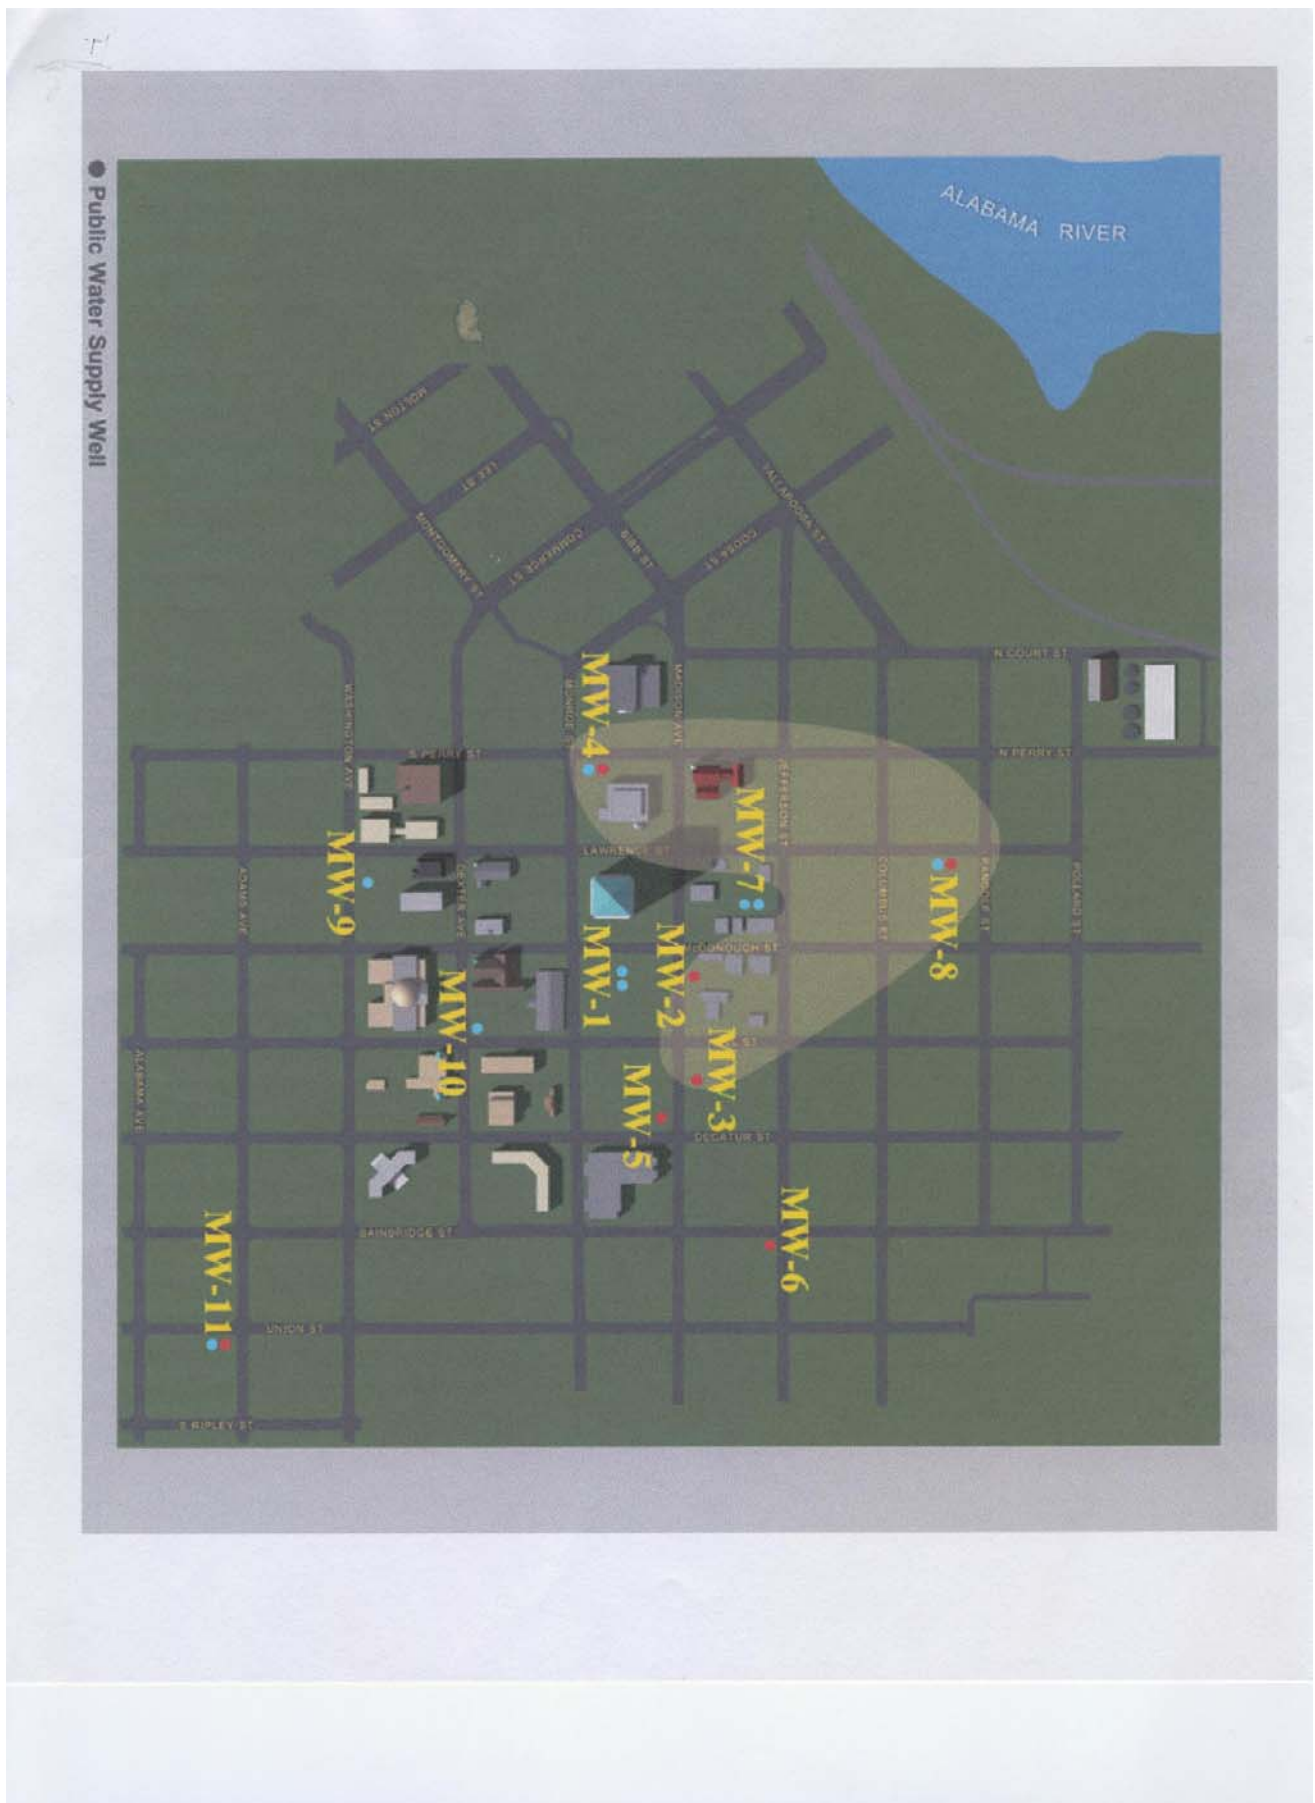 ● Public Water Supply Well
ALABAMA RIVER
MOLTON ST
LEE ST
MONTGOMERY ST
COMMERCE ST
BIBB ST
COOSA ST
TALLAPOOSA ST
N COURT ST
WASHINGTON AVE
MONROE ST
MADISON AVE
MW-4
S PERRY ST
N PERRY ST
JEFFERSON ST
MW-7
LAWRENCE ST
MW-9
ADAMS AVE
DEXTER AVE
COLUMBUS ST
RANDOLF ST
POLLARD ST
MW-8
MW-1
MW-2
McDONOUGH ST
MW-10
ST
MW-3
ALABAMA AVE
MW-5
DECATUR ST
MW-6
BAINBRIDGE ST
MW-11
UNION ST
S RIPLEY ST